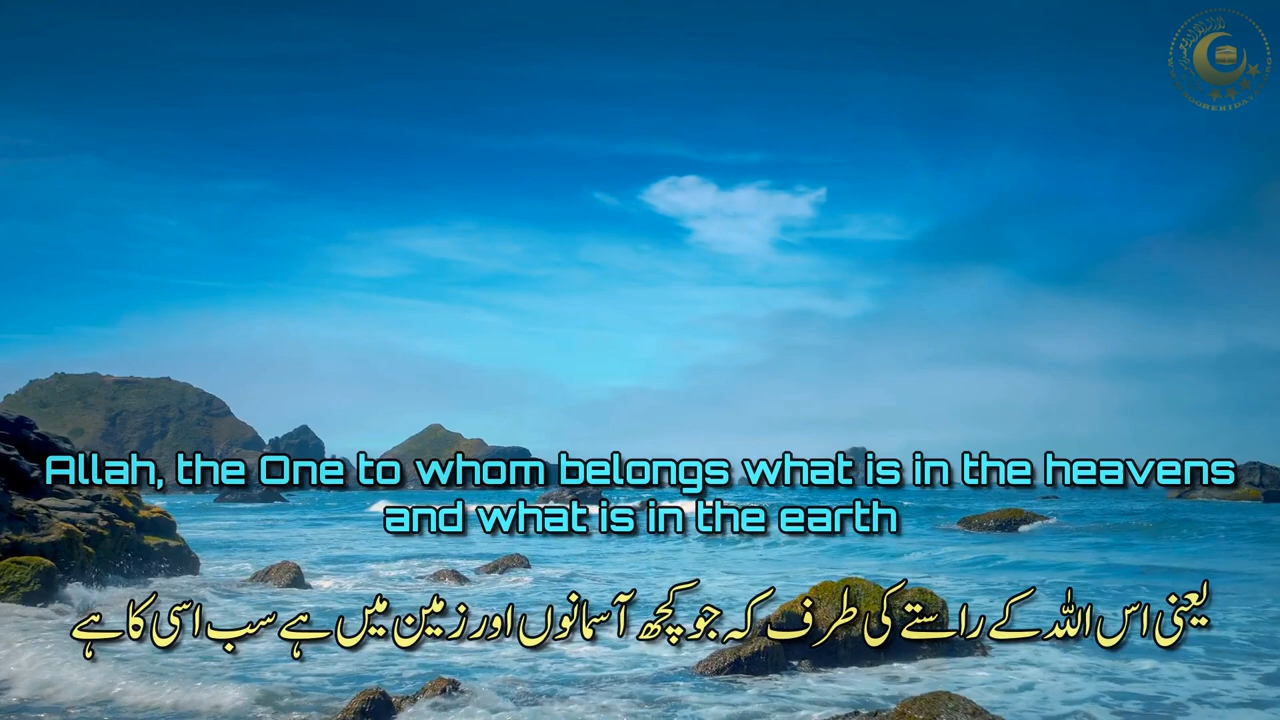 Allah, the One to whom belongs what is in the heavens
and what is in the earth
یعنی اس اللہ کے راستے کی طرف کہ جو کچھ آسمانوں اور زمین میں ہے سب اسی کا ہے